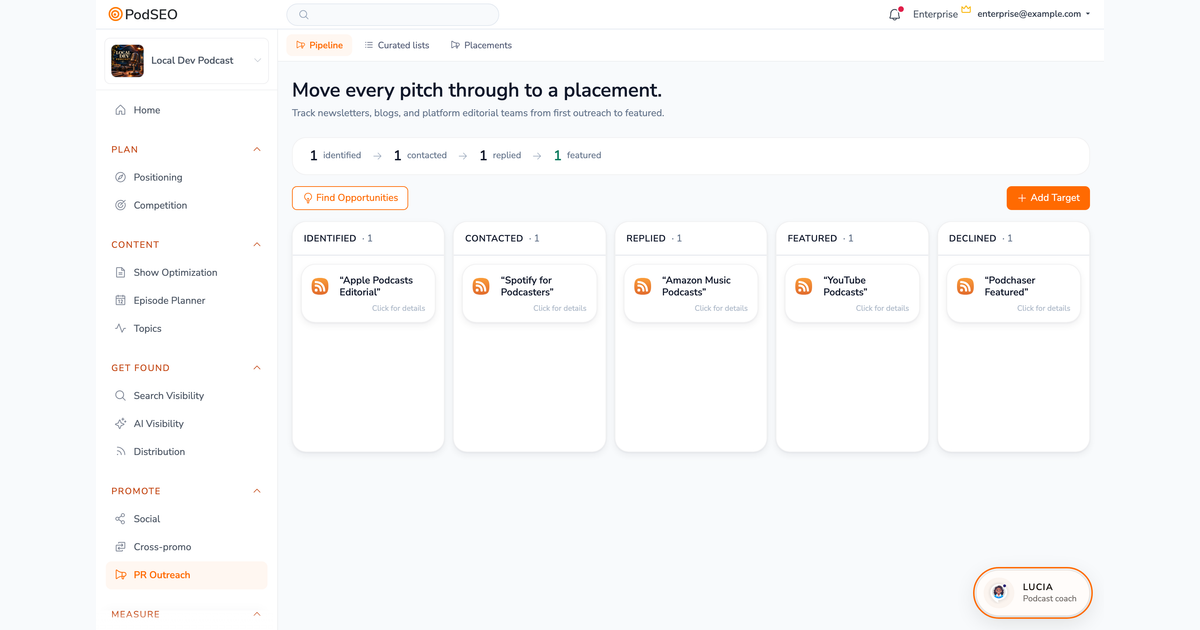 PodSEO
Enterprise
enterprise@example.com
LOCAL DEV
Local Dev Podcast
Home
PLAN
Positioning
Competition
CONTENT
Show Optimization
Episode Planner
Topics
GET FOUND
Search Visibility
AI Visibility
Distribution
PROMOTE
Social
Cross-promo
PR Outreach
MEASURE
Pipeline
Curated lists
Placements
Move every pitch through to a placement.
Track newsletters, blogs, and platform editorial teams from first outreach to featured.
1 identified → 1 contacted → 1 replied → 1 featured
Find Opportunities
+ Add Target
IDENTIFIED · 1
“Apple Podcasts
Editorial”
Click for details
CONTACTED · 1
“Spotify for
Podcasters”
Click for details
REPLIED · 1
“Amazon Music
Podcasts”
Click for details
FEATURED · 1
“YouTube
Podcasts”
Click for details
DECLINED · 1
“Podchaser
Featured”
Click for details
LUCIA
Podcast coach